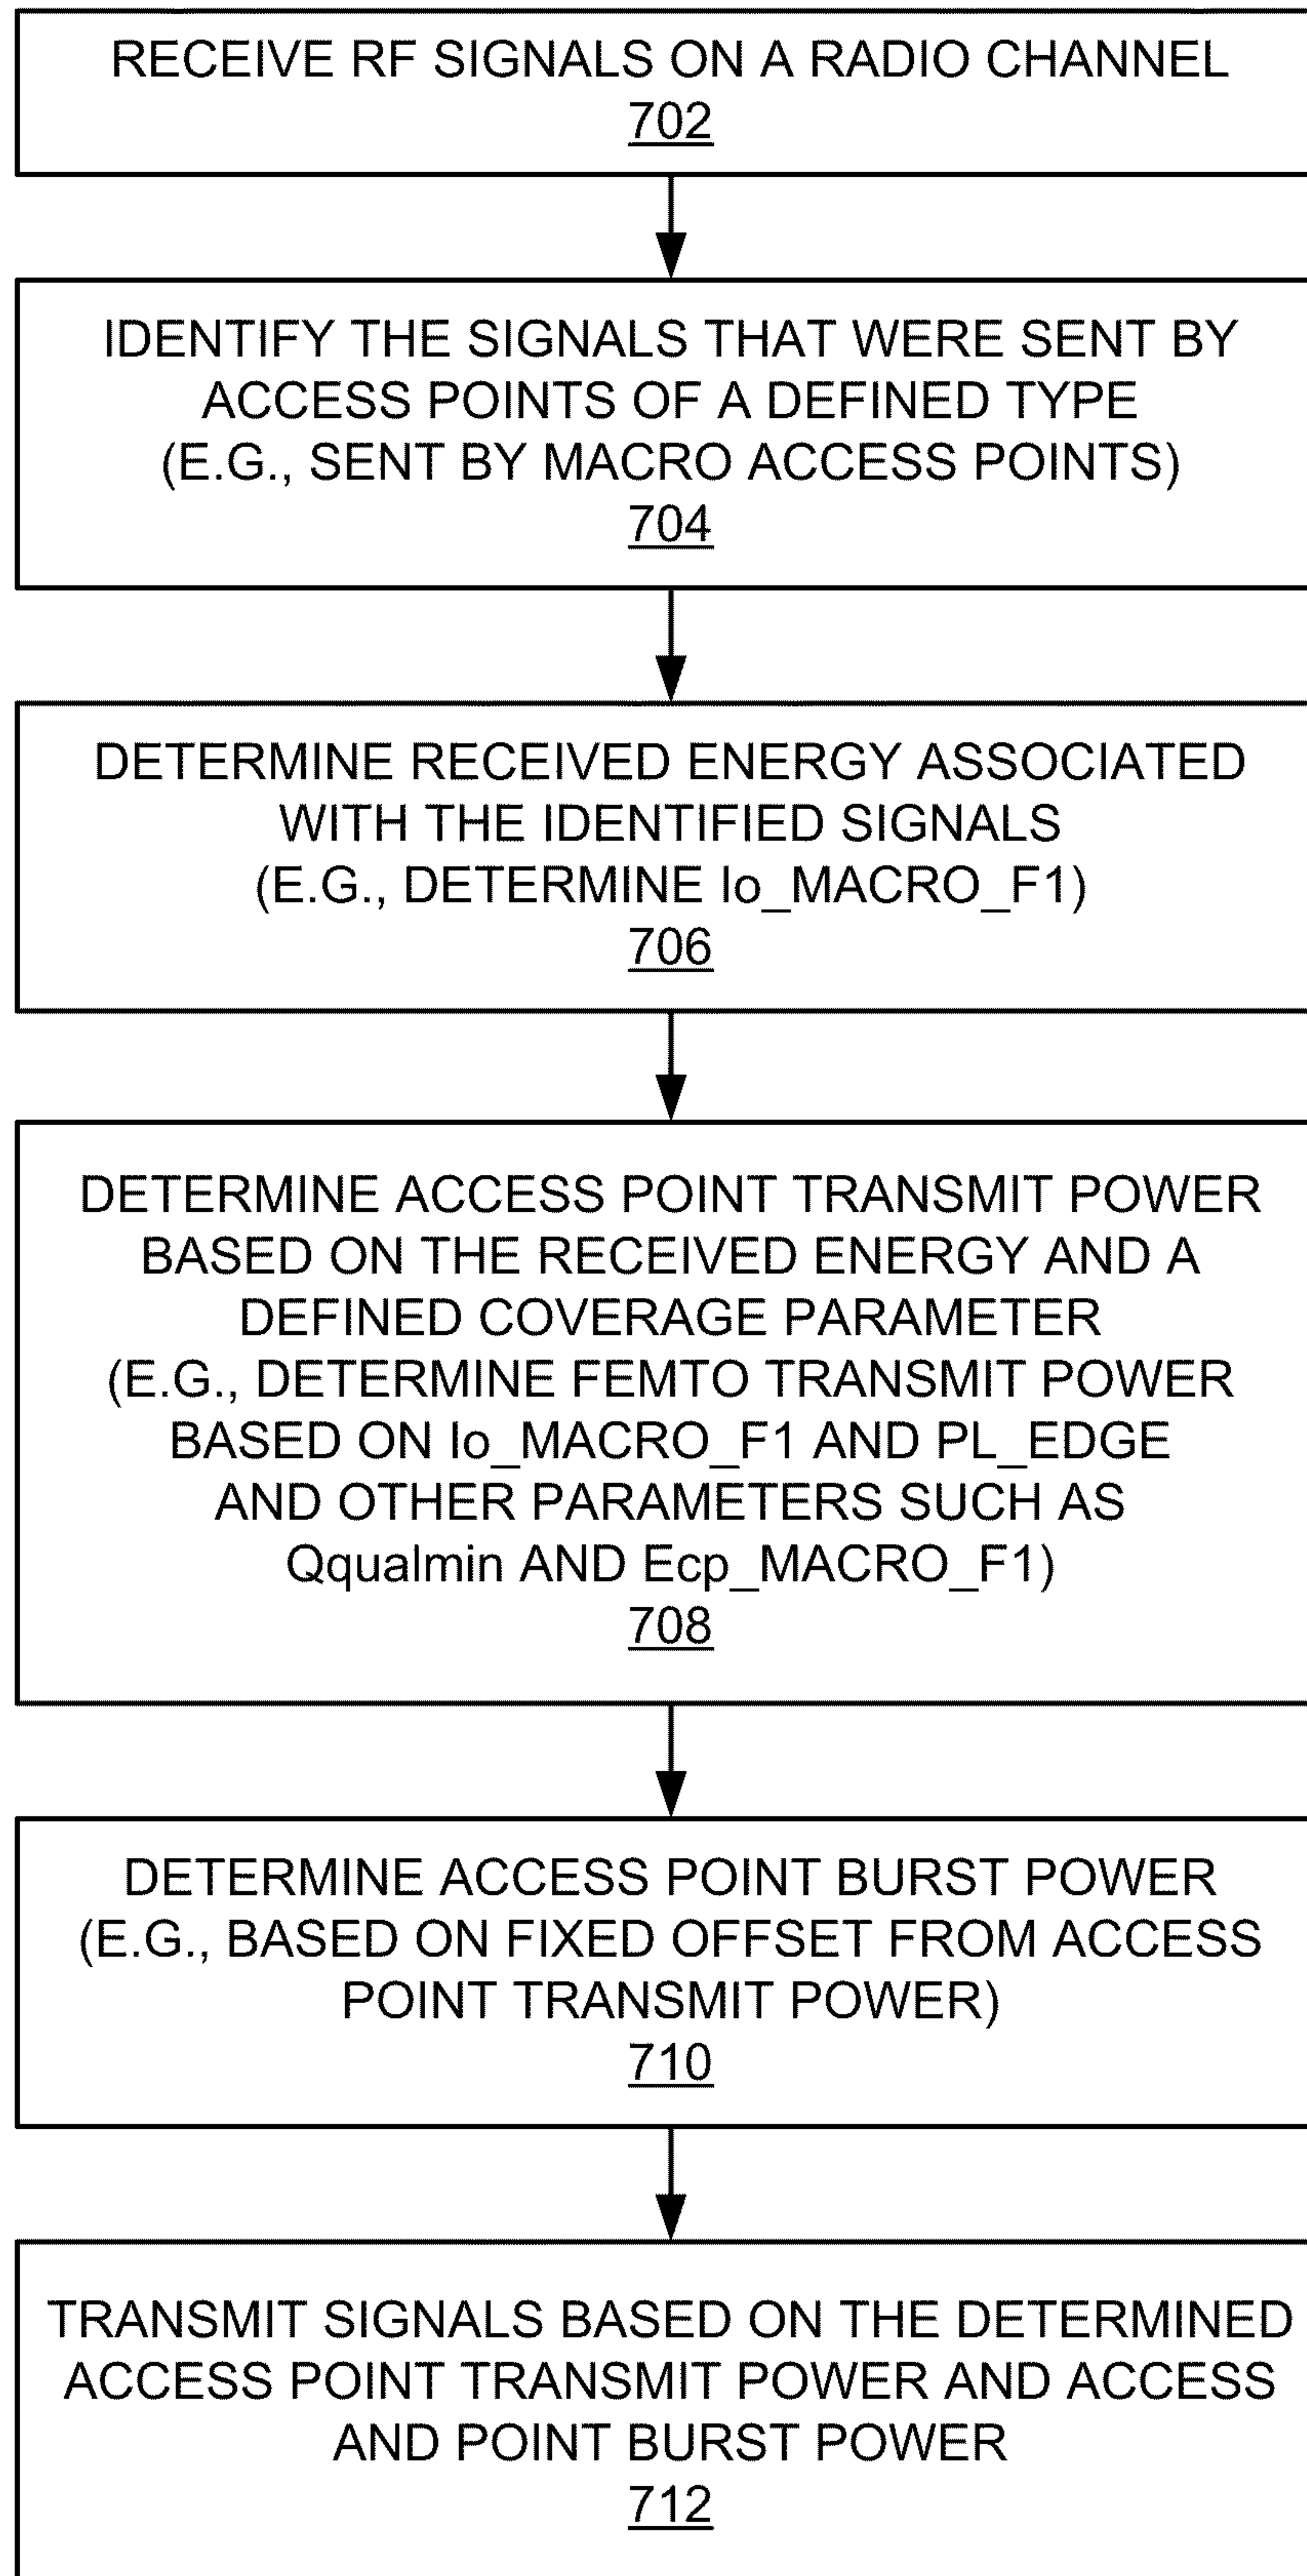 RECEIVE RF SIGNALS ON A RADIO CHANNEL
702
IDENTIFY THE SIGNALS THAT WERE SENT BY
ACCESS POINTS OF A DEFINED TYPE
(E.G., SENT BY MACRO ACCESS POINTS)
704
DETERMINE RECEIVED ENERGY ASSOCIATED
WITH THE IDENTIFIED SIGNALS
(E.G., DETERMINE Io_MACRO_F1)
706
DETERMINE ACCESS POINT TRANSMIT POWER
BASED ON THE RECEIVED ENERGY AND A
DEFINED COVERAGE PARAMETER
(E.G., DETERMINE FEMTO TRANSMIT POWER
BASED ON Io_MACRO_F1 AND PL_EDGE
AND OTHER PARAMETERS SUCH AS
Qqualmin AND Ecp_MACRO_F1)
708
DETERMINE ACCESS POINT BURST POWER
(E.G., BASED ON FIXED OFFSET FROM ACCESS
POINT TRANSMIT POWER)
710
TRANSMIT SIGNALS BASED ON THE DETERMINED
ACCESS POINT TRANSMIT POWER AND ACCESS
AND POINT BURST POWER
712